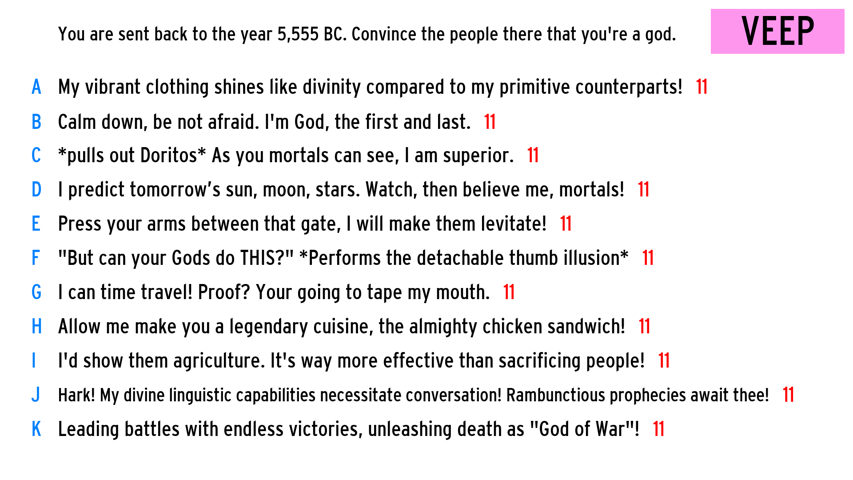 You are sent back to the year 5,555 BC. Convince the people there that you're a god.
VEEP
A My vibrant clothing shines like divinity compared to my primitive counterparts! 11
B Calm down, be not afraid. I'm God, the first and last. 11
C *pulls out Doritos* As you mortals can see, I am superior. 11
D I predict tomorrow’s sun, moon, stars. Watch, then believe me, mortals! 11
E Press your arms between that gate, I will make them levitate! 11
F "But can your Gods do THIS?" *Performs the detachable thumb illusion* 11
G I can time travel! Proof? Your going to tape my mouth. 11
H Allow me make you a legendary cuisine, the almighty chicken sandwich! 11
I I'd show them agriculture. It's way more effective than sacrificing people! 11
J Hark! My divine linguistic capabilities necessitate conversation! Rambunctious prophecies await thee! 11
K Leading battles with endless victories, unleashing death as "God of War"! 11